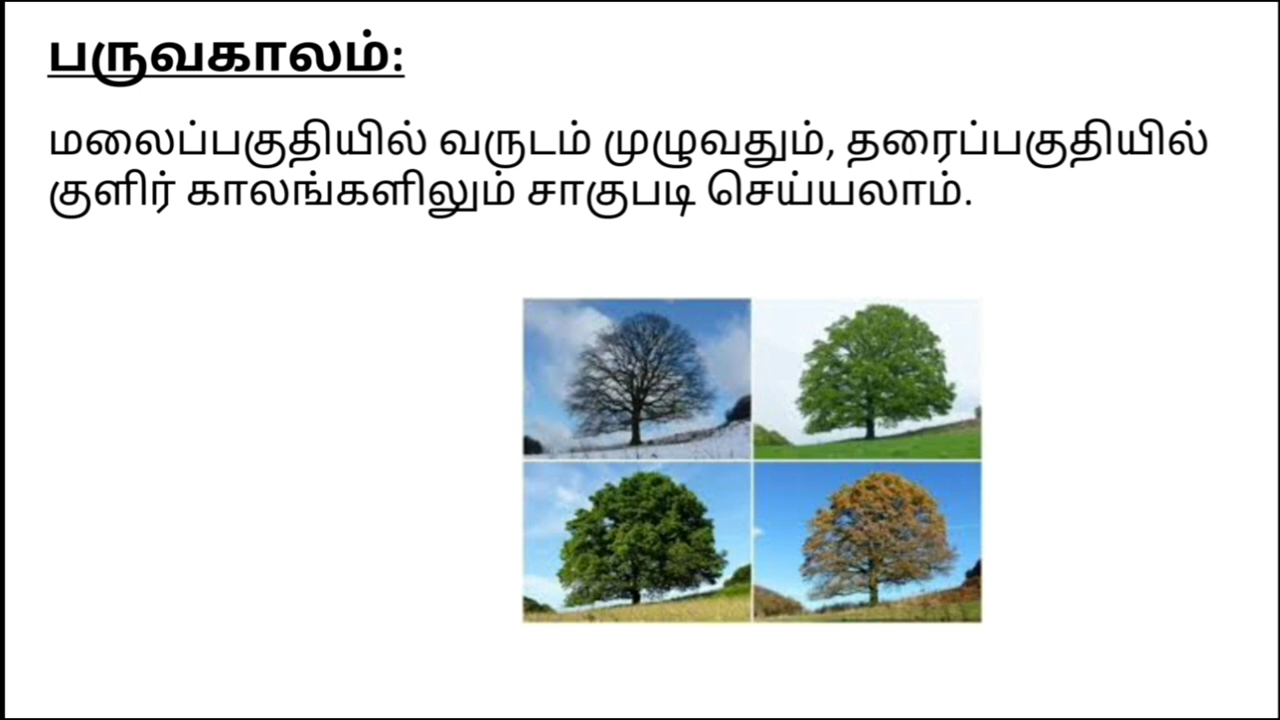 பருவகாலம்:
மலைப்பகுதியில் வருடம் முழுவதும், தரைப்பகுதியில்
குளிர் காலங்களிலும் சாகுபடி செய்யலாம்.